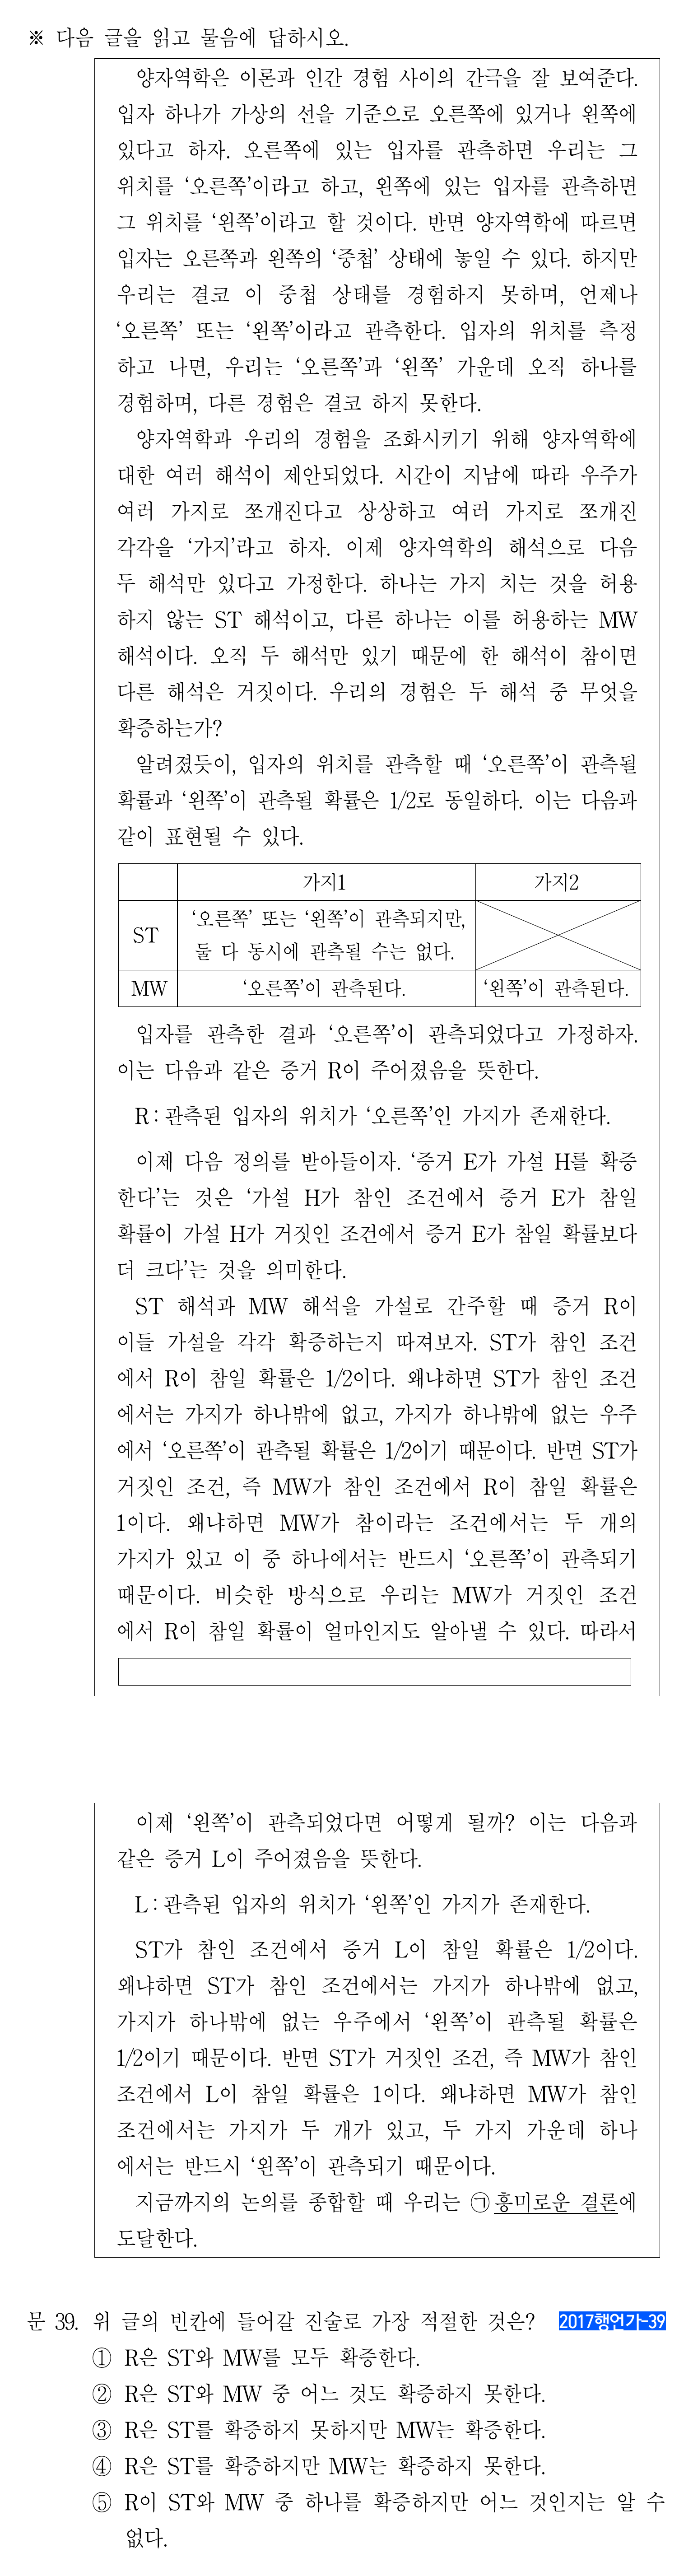 ※ 다음 글을 읽고 물음에 답하시오.
양자역학은 이론과 인간 경험 사이의 간극을 잘 보여준다.
입자 하나가 가상의 선을 기준으로 오른쪽에 있거나 왼쪽에
있다고 하자. 오른쪽에 있는 입자를 관측하면 우리는 그
위치를 ‘오른쪽’이라고 하고, 왼쪽에 있는 입자를 관측하면
그 위치를 ‘왼쪽’이라고 할 것이다. 반면 양자역학에 따르면
입자는 오른쪽과 왼쪽의 ‘중첩’ 상태에 놓일 수 있다. 하지만
우리는 결코 이 중첩 상태를 경험하지 못하며, 언제나
‘오른쪽’ 또는 ‘왼쪽’이라고 관측한다. 입자의 위치를 측정
하고 나면, 우리는 ‘오른쪽’과 ‘왼쪽’ 가운데 오직 하나를
경험하며, 다른 경험은 결코 하지 못한다.
양자역학과 우리의 경험을 조화시키기 위해 양자역학에
대한 여러 해석이 제안되었다. 시간이 지남에 따라 우주가
여러 가지로 쪼개진다고 상상하고 여러 가지로 쪼개진
각각을 ‘가지’라고 하자. 이제 양자역학의 해석으로 다음
두 해석만 있다고 가정한다. 하나는 가지 치는 것을 허용
하지 않는 ST 해석이고, 다른 하나는 이를 허용하는 MW
해석이다. 오직 두 해석만 있기 때문에 한 해석이 참이면
다른 해석은 거짓이다. 우리의 경험은 두 해석 중 무엇을
확증하는가?
알려졌듯이, 입자의 위치를 관측할 때 ‘오른쪽’이 관측될
확률과 ‘왼쪽’이 관측될 확률은 1/2로 동일하다. 이는 다음과
같이 표현될 수 있다.
가지1 가지2
ST ‘오른쪽’ 또는 ‘왼쪽’이 관측되지만,
둘 다 동시에 관측될 수는 없다.
MW ‘오른쪽’이 관측된다. ‘왼쪽’이 관측된다.
입자를 관측한 결과 ‘오른쪽’이 관측되었다고 가정하자.
이는 다음과 같은 증거 R이 주어졌음을 뜻한다.
R : 관측된 입자의 위치가 ‘오른쪽’인 가지가 존재한다.
이제 다음 정의를 받아들이자. ‘증거 E가 가설 H를 확증
한다’는 것은 ‘가설 H가 참인 조건에서 증거 E가 참일
확률이 가설 H가 거짓인 조건에서 증거 E가 참일 확률보다
더 크다’는 것을 의미한다.
ST 해석과 MW 해석을 가설로 간주할 때 증거 R이
이들 가설을 각각 확증하는지 따져보자. ST가 참인 조건
에서 R이 참일 확률은 1/2이다. 왜냐하면 ST가 참인 조건
에서는 가지가 하나밖에 없고, 가지가 하나밖에 없는 우주
에서 ‘오른쪽’이 관측될 확률은 1/2이기 때문이다. 반면 ST가
거짓인 조건, 즉 MW가 참인 조건에서 R이 참일 확률은
1이다. 왜냐하면 MW가 참이라는 조건에서는 두 개의
가지가 있고 이 중 하나에서는 반드시 ‘오른쪽’이 관측되기
때문이다. 비슷한 방식으로 우리는 MW가 거짓인 조건
에서 R이 참일 확률이 얼마인지도 알아낼 수 있다. 따라서
이제 ‘왼쪽’이 관측되었다면 어떻게 될까? 이는 다음과
같은 증거 L이 주어졌음을 뜻한다.
L : 관측된 입자의 위치가 ‘왼쪽’인 가지가 존재한다.
ST가 참인 조건에서 증거 L이 참일 확률은 1/2이다.
왜냐하면 ST가 참인 조건에서는 가지가 하나밖에 없고,
가지가 하나밖에 없는 우주에서 ‘왼쪽’이 관측될 확률은
1/2이기 때문이다. 반면 ST가 거짓인 조건, 즉 MW가 참인
조건에서 L이 참일 확률은 1이다. 왜냐하면 MW가 참인
조건에서는 가지가 두 개가 있고, 두 가지 가운데 하나
에서는 반드시 ‘왼쪽’이 관측되기 때문이다.
지금까지의 논의를 종합할 때 우리는 ㉠흥미로운 결론에
도달한다.
문 39. 위 글의 빈칸에 들어갈 진술로 가장 적절한 것은? 2017행언가-39
① R은 ST와 MW를 모두 확증한다.
② R은 ST와 MW 중 어느 것도 확증하지 못한다.
③ R은 ST를 확증하지 못하지만 MW는 확증한다.
④ R은 ST를 확증하지만 MW는 확증하지 못한다.
⑤ R이 ST와 MW 중 하나를 확증하지만 어느 것인지는 알 수
없다.